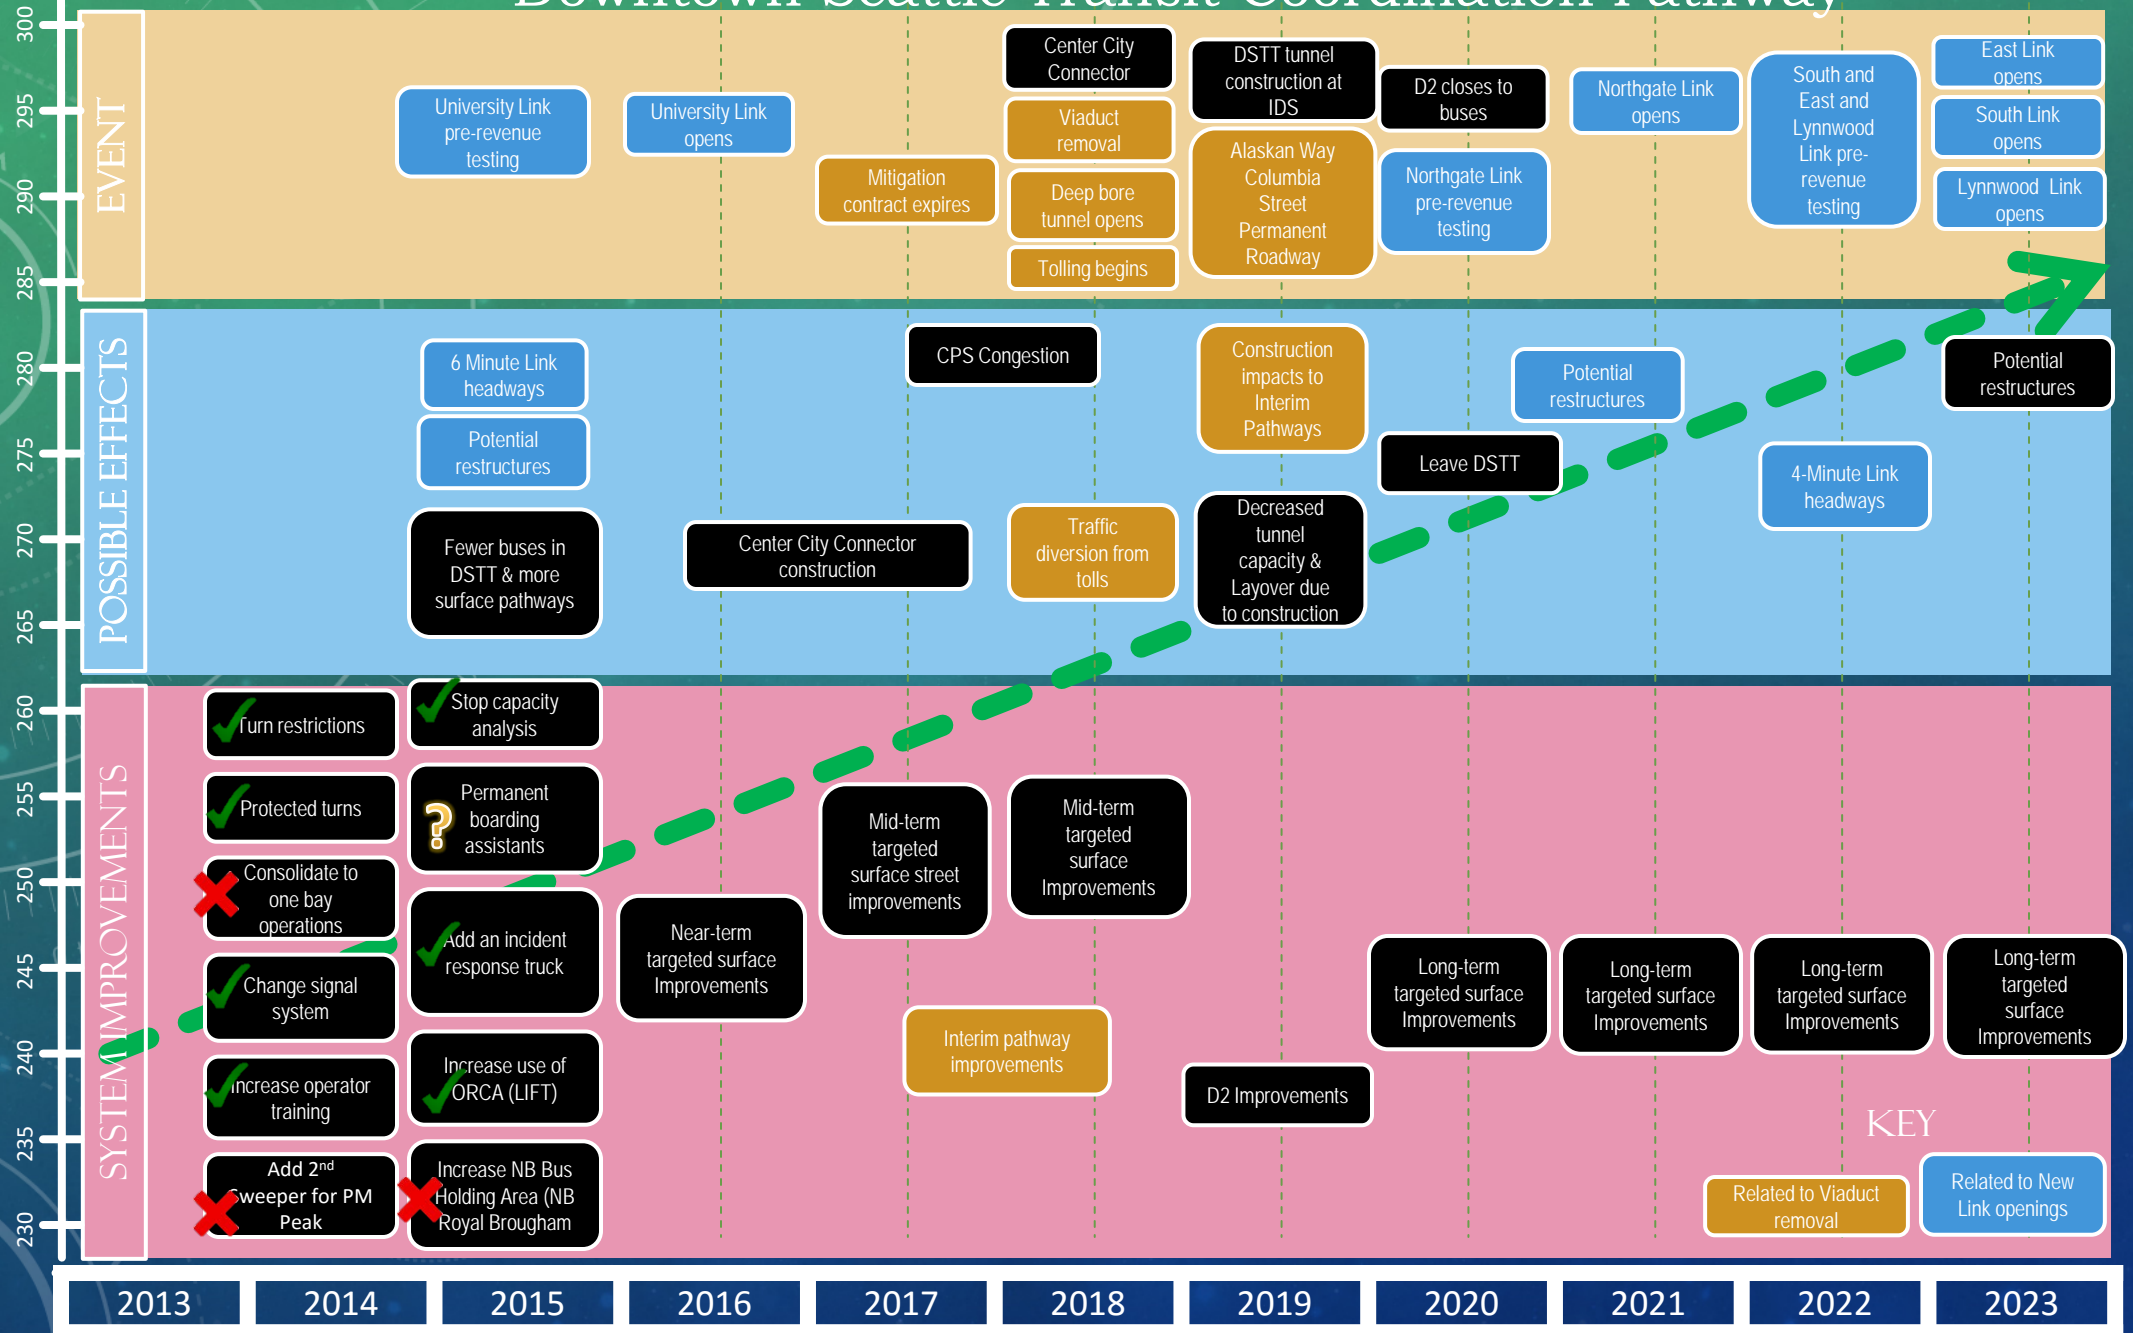 Downtown Seattle Transit Coordination Pathway
300
295
290
285
280
275
270
265
260
255
250
245
240
235
230
EVENT
University Link
pre-revenue
testing
University Link
opens
Mitigation
contract expires
Center City
Connector
Viaduct
removal
Deep bore
tunnel opens
Tolling begins
DSTT tunnel
construction at
IDS
Alaskan Way
Columbia
Street
Permanent
Roadway
D2 closes to
buses
Northgate Link
pre-revenue
testing
Northgate Link
opens
South and
East and
Lynnwood
Link pre-
revenue
testing
East Link
opens
South Link
opens
Lynnwood Link
opens
POSSIBLE EFFECTS
6 Minute Link
headways
Potential
restructures
Fewer buses in
DSTT & more
surface pathways
Center City Connector
construction
CPS Congestion
Traffic
diversion from
tolls
Construction
impacts to
Interim
Pathways
Decreased
tunnel
capacity &
Layover due
to construction
Leave DSTT
Potential
restructures
4-Minute Link
headways
Potential
restructures
SYSTEM IMPROVEMENTS
Turn restrictions
Protected turns
Consolidate to
one bay
operations
Change signal
system
Increase operator
training
Add 2nd
Sweeper for PM
Peak
Stop capacity
analysis
Permanent
boarding
assistants
Add an incident
response truck
Increase use of
ORCA (LIFT)
Increase NB Bus
Holding Area (NB
Royal Brougham
Near-term
targeted surface
Improvements
Mid-term
targeted
surface street
improvements
Mid-term
targeted
surface
Improvements
Interim pathway
improvements
D2 Improvements
Long-term
targeted surface
Improvements
Long-term
targeted surface
Improvements
Long-term
targeted surface
Improvements
Long-term
targeted
surface
Improvements
KEY
Related to Viaduct
removal
Related to New
Link openings
2013
2014
2015
2016
2017
2018
2019
2020
2021
2022
2023